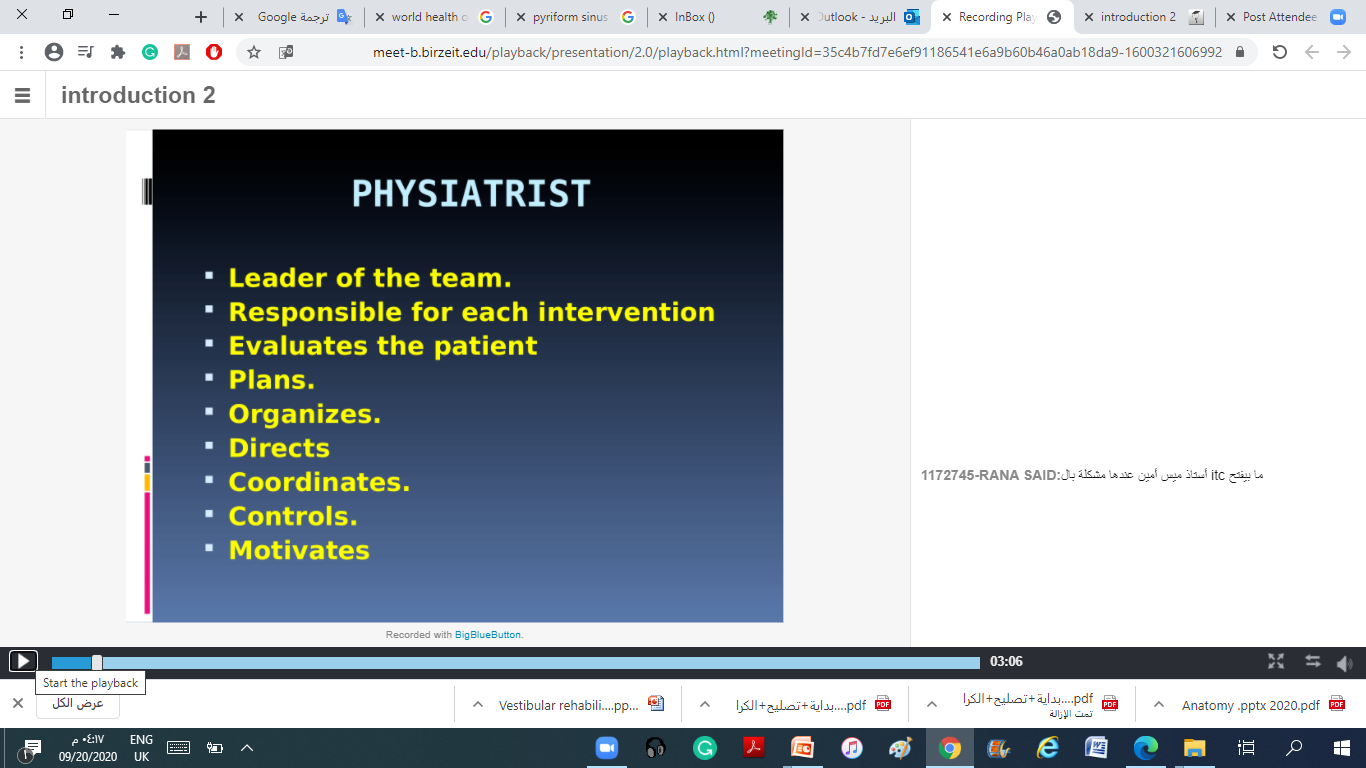 ترجمة Google
world health o
pyriform sinus
InBox ()
البريد - Outlook
Recording Play
introduction 2
Post Attendee
meet-b.birzeit.edu/playback/presentation/2.0/playback.html?meetingId=35c4b7fd7e6ef91186541e6a9b60b46a0ab18da9-1600321606992
introduction 2
PHYSIATRIST
Leader of the team.
Responsible for each intervention
Evaluates the patient
Plans.
Organizes.
Directs
Coordinates.
Controls.
Motivates
1172745-RANA SAID: أستاذ ميس أمين عندها مشكلة بال itc ما بيفتح
Recorded with BigBlueButton.
03:06
Start the playback
عرض الكل
Vestibular rehabili....pp...
بداية+تصليح+الكرا....pdf
بداية+تصليح+الكرا....pdf
تمت الإزالة
Anatomy .pptx 2020.pdf
٠٤:١٧ م
ENG
09/20/2020
UK
1